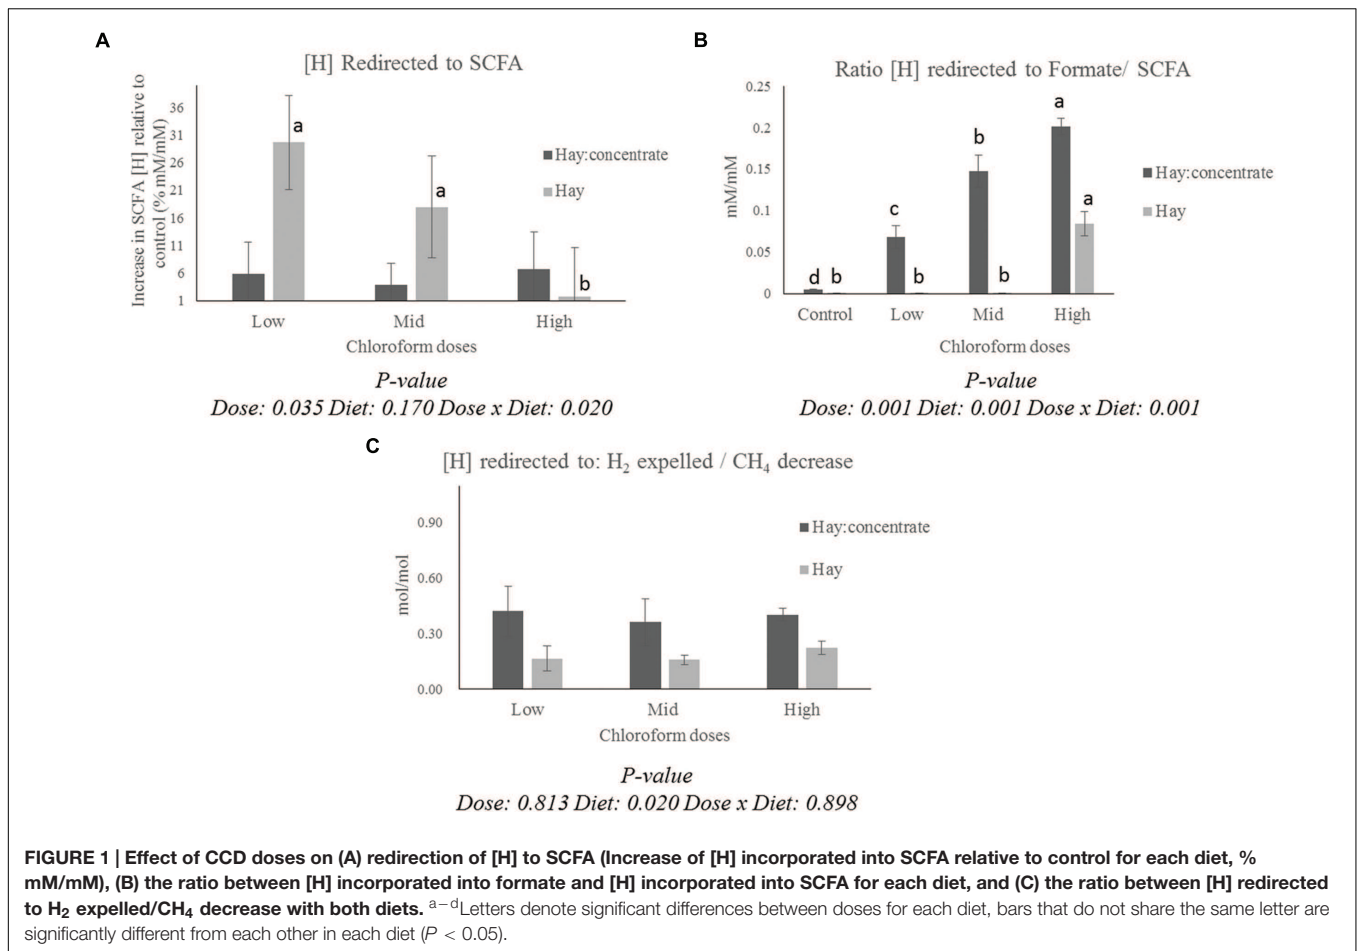 A
[H] Redirected to SCFA
Increase in SCFA [H] relative to
control (% mM/mM)
36
31
26
21
16
11
6
1
a
a
b
Hay:concentrate
Hay
Low Mid High
Chloroform doses
P-value
Dose: 0.035 Diet: 0.170 Dose x Diet: 0.020
B
Ratio [H] redirected to Formate/ SCFA
mM/mM
0.25
0.2
0.15
0.1
0.05
0
d b
c b
b b
a a
Hay:concentrate
Hay
Control Low Mid High
Chloroform doses
P-value
Dose: 0.001 Diet: 0.001 Dose x Diet: 0.001
C
[H] redirected to: H₂ expelled / CH₄ decrease
mol/mol
0.90
0.60
0.30
0.00
Hay:concentrate
Hay
Low Mid High
Chloroform doses
P-value
Dose: 0.813 Diet: 0.020 Dose x Diet: 0.898
FIGURE 1 | Effect of CCD doses on (A) redirection of [H] to SCFA (Increase of [H] incorporated into SCFA relative to control for each diet, %
mM/mM), (B) the ratio between [H] incorporated into formate and [H] incorporated into SCFA for each diet, and (C) the ratio between [H] redirected
to H₂ expelled/CH₄ decrease with both diets. a−dLetters denote significant differences between doses for each diet, bars that do not share the same letter are
significantly different from each other in each diet (P < 0.05).